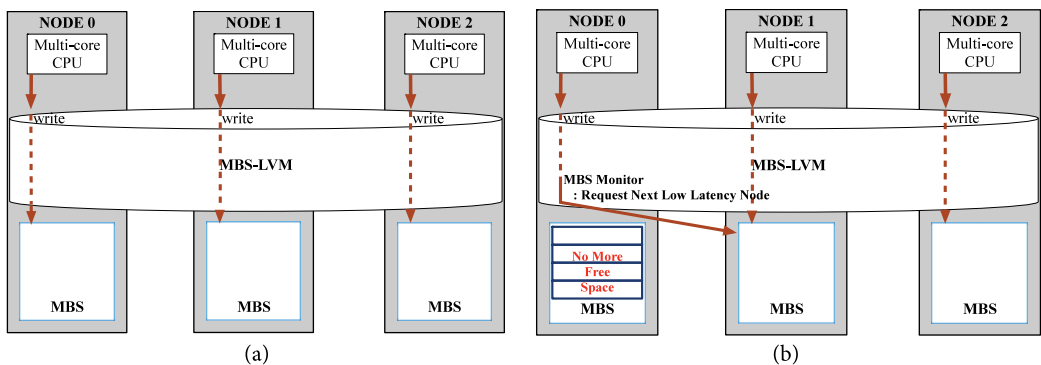 NODE 0
Multi-core
CPU
write
NODE 1
Multi-core
CPU
write
NODE 2
Multi-core
CPU
write
MBS-LVM
MBS
MBS
MBS
(a)
NODE 0
Multi-core
CPU
write
NODE 1
Multi-core
CPU
write
NODE 2
Multi-core
CPU
write
MBS-LVM
MBS Monitor
: Request Next Low Latency Node
No More
Free
Space
MBS
MBS
MBS
(b)